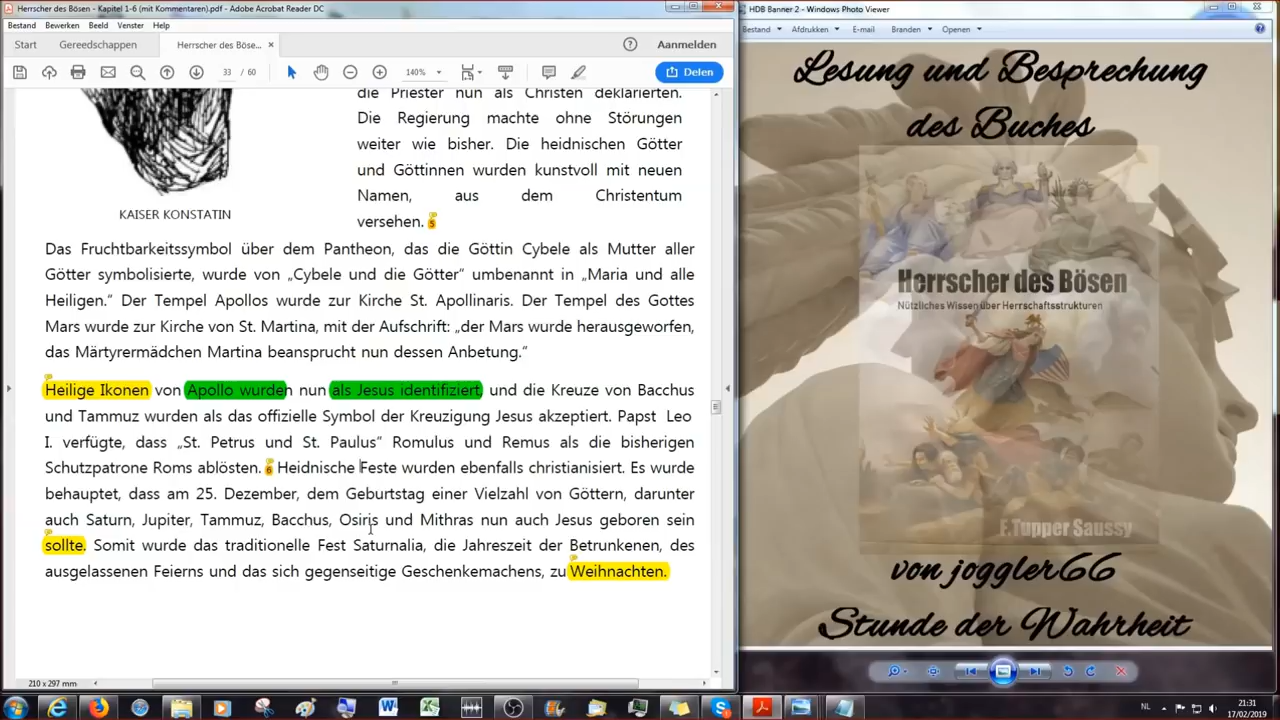 Herrscher des Bösen - Kapitel 1-6 (mit Kommentaren).pdf - Adobe Acrobat Reader DC
Bestand Bewerken Beeld Venster Help
Start Gereedschappen Herrscher des Böse... × Aanmelden
33 / 60 140% Delen
die Priester nun als Christen deklarierten.
Die Regierung machte ohne Störungen
weiter wie bisher. Die heidnischen Götter
und Göttinnen wurden kunstvoll mit neuen
Namen, aus dem Christentum
versehen. 5
KAISER KONSTATIN
Das Fruchtbarkeitssymbol über dem Pantheon, das die Göttin Cybele als Mutter aller
Götter symbolisierte, wurde von „Cybele und die Götter“ umbenannt in „Maria und alle
Heiligen.“ Der Tempel Apollos wurde zur Kirche St. Apollinaris. Der Tempel des Gottes
Mars wurde zur Kirche von St. Martina, mit der Aufschrift: „der Mars wurde herausgeworfen,
das Märtyrermädchen Martina beansprucht nun dessen Anbetung.“
Heilige Ikonen von Apollo wurden nun als Jesus identifiziert, und die Kreuze von Bacchus
und Tammuz wurden als das offizielle Symbol der Kreuzigung Jesus akzeptiert. Papst Leo
I. verfügte, dass „St. Petrus und St. Paulus“ Romulus und Remus als die bisherigen
Schutzpatrone Roms ablösten. 6 Heidnische Feste wurden ebenfalls christianisiert. Es wurde
behauptet, dass am 25. Dezember, dem Geburtstag einer Vielzahl von Göttern, darunter
auch Saturn, Jupiter, Tammuz, Bacchus, Osiris und Mithras nun auch Jesus geboren sein
sollte. Somit wurde das traditionelle Fest Saturnalia, die Jahreszeit der Betrunkenen, des
ausgelassenen Feierns und das sich gegenseitige Geschenkemachens, zu Weihnachten.
210 x 297 mm
HDB Banner 2 - Windows Photo Viewer
Bestand Afdrukken E-mail Branden Openen
Lesung und Besprechung
des Buches
Herrscher des Bösen
Nützliches Wissen über Herrschaftsstrukturen
F.Tupper Saussy
von joggler66
Stunde der Wahrheit
NL 21:31
17/02/2019